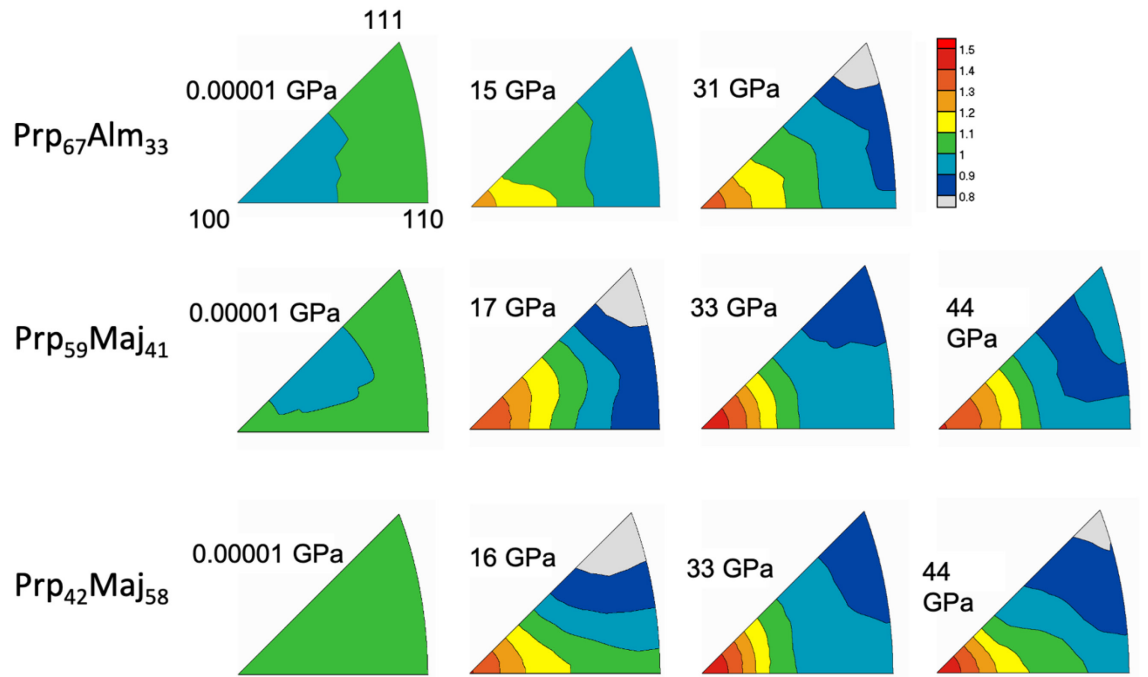 111
0.00001 GPa
15 GPa
31 GPa
1.5
1.4
1.3
1.2
1.1
1
0.9
0.8
Prp₆₇Alm₃₃
100
110
0.00001 GPa
17 GPa
33 GPa
44
GPa
Prp₅₉Maj₄₁
0.00001 GPa
16 GPa
33 GPa
44
GPa
Prp₄₂Maj₅₈